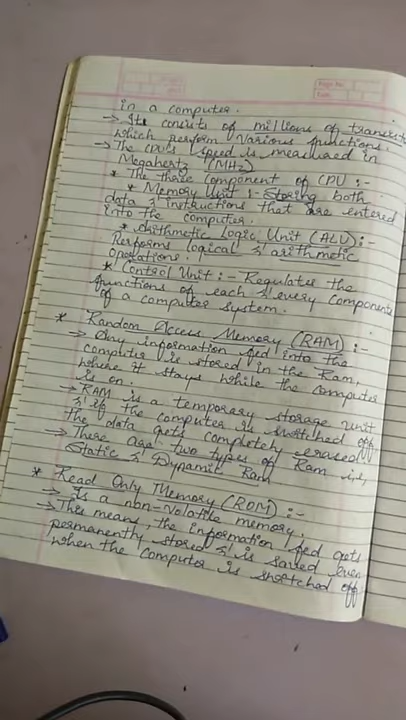 Page No.
Date
in a computer.
→ It consists of millions of transist
which perform various functions.
→ The CPU's speed is measured in
Megahertz (MHz)
* The three component of CPU :-
* Memory Unit :- Storing both
data & instructions that are entered
into the computer.
* Arithmetic Logic Unit (ALU) :-
Performs logical & arithmetic
operations.
* Control Unit :- Regulates the
functions of each & every components
of a computer system.
* Random Access Memory (RAM) :-
→ Any information fed into the
computer is stored in the Ram,
where it stays while the computer
is on.
→ RAM is a temporary storage unit
& if the computer is switched off
the data gets completely erased
→ There are two types of Ram i.e,
Static & Dynamic Ram
* Read Only Memory (ROM) :-
→ Is a non-Volatile memory.
→ This means, the information fed gets
permanently stored & is saved even
when the computer is switched off